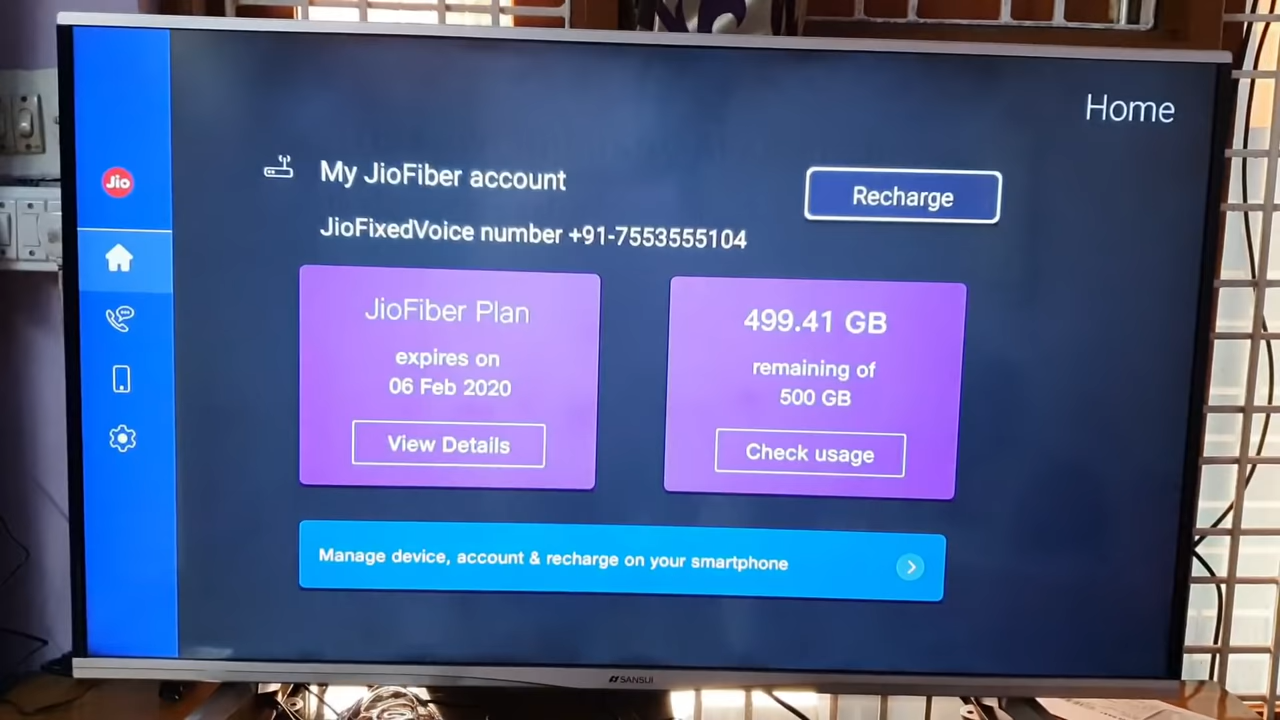 Home
Jio
My JioFiber account
Recharge
JioFixedVoice number +91-7553555104
JioFiber Plan
expires on
06 Feb 2020
View Details
499.41 GB
remaining of
500 GB
Check usage
Manage device, account & recharge on your smartphone
SANSUI